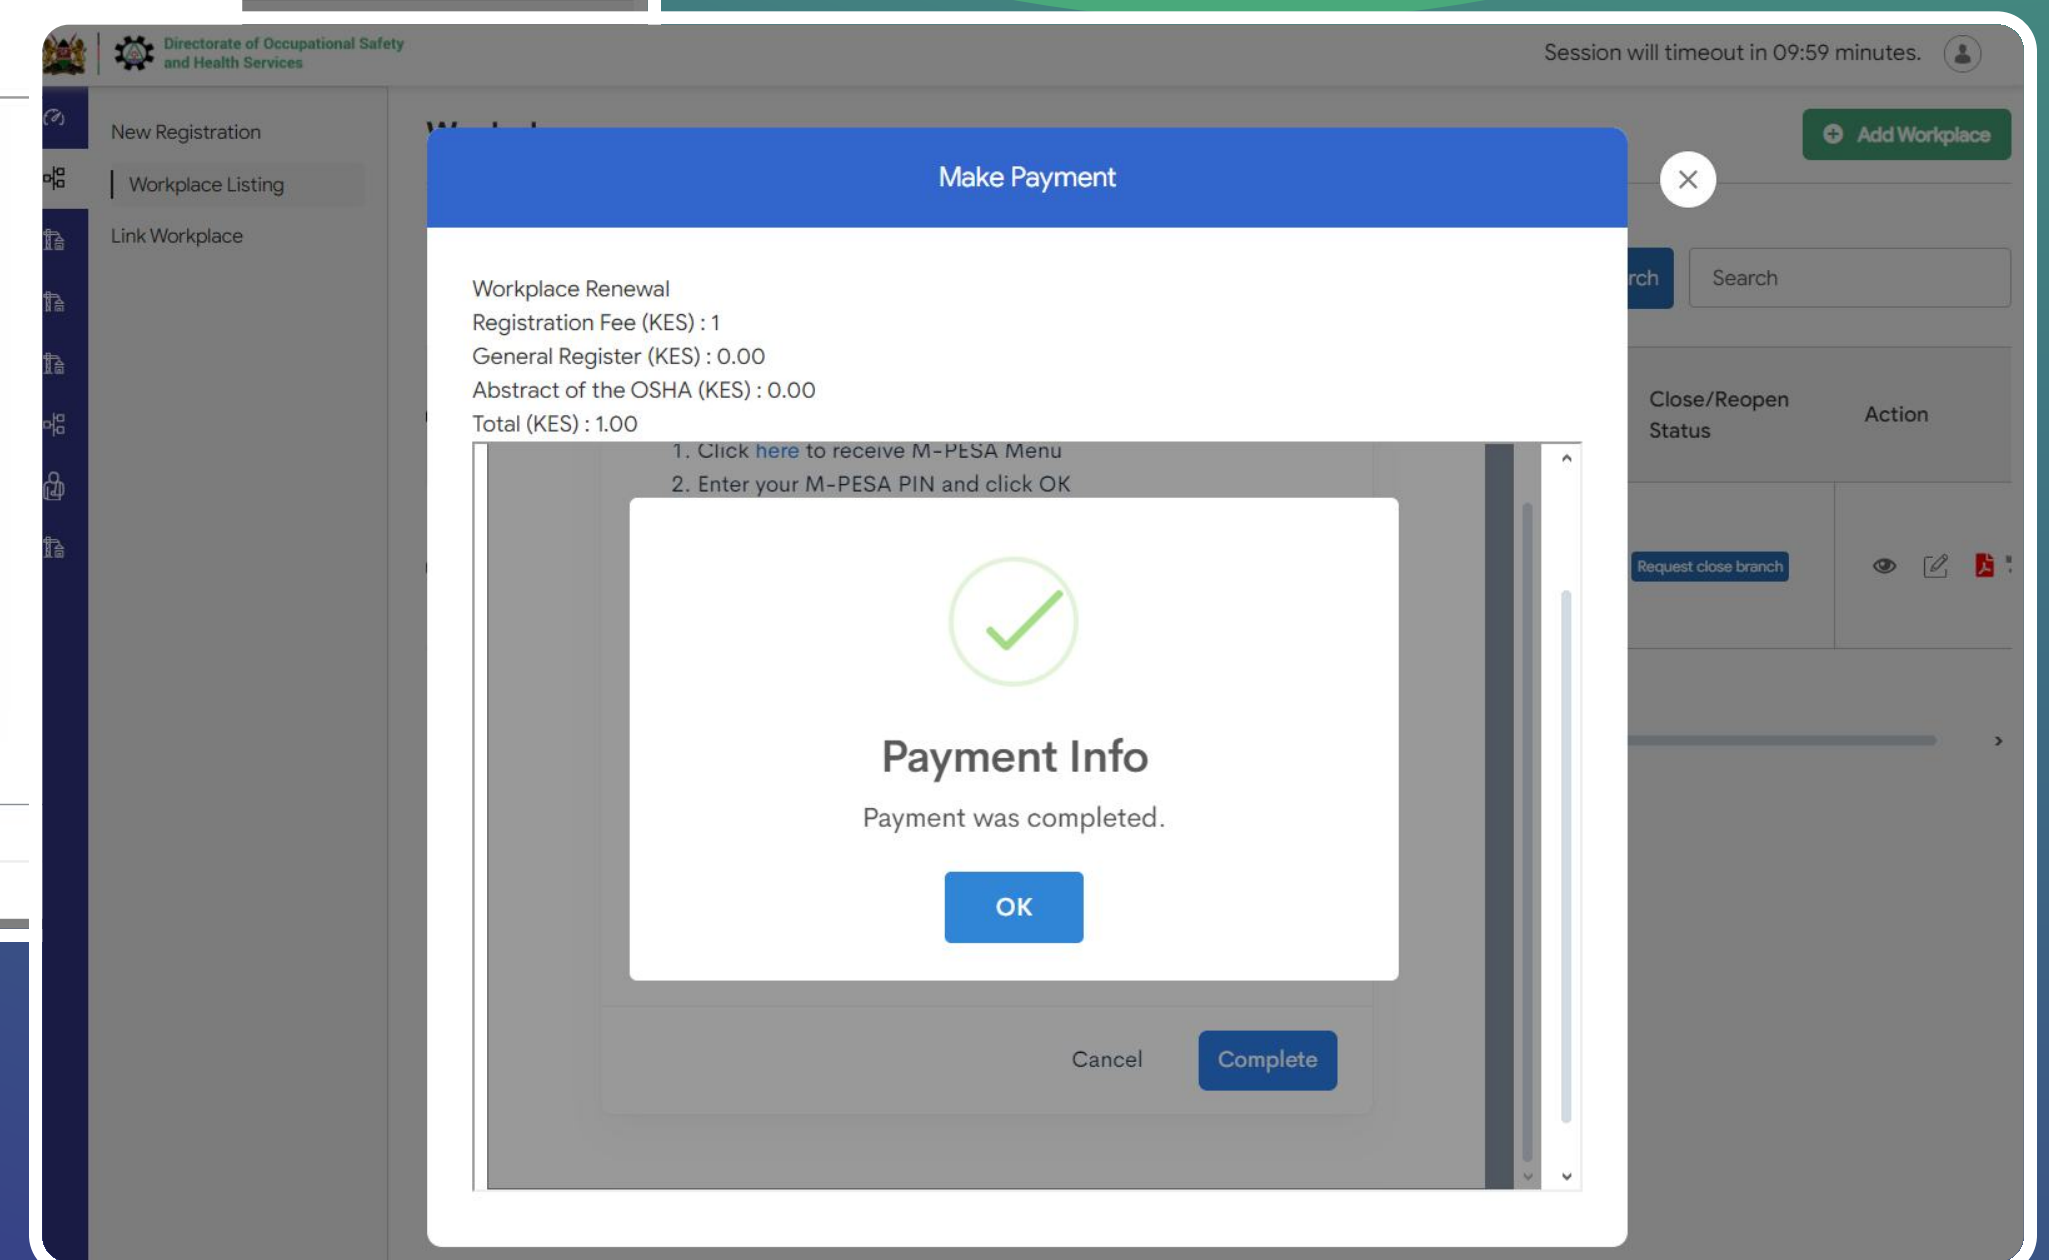 Directorate of Occupational Safety
and Health Services
Session will timeout in 09:59 minutes.
New Registration
Workplace Listing
Link Workplace
Add Workplace
Make Payment
Workplace Renewal
Registration Fee (KES) : 1
General Register (KES) : 0.00
Abstract of the OSHA (KES) : 0.00
Total (KES) : 1.00
1. Click here to receive M-PESA Menu
2. Enter your M-PESA PIN and click OK
Payment Info
Payment was completed.
OK
Cancel
Complete
rch
Search
Close/Reopen
Status
Action
Request close branch